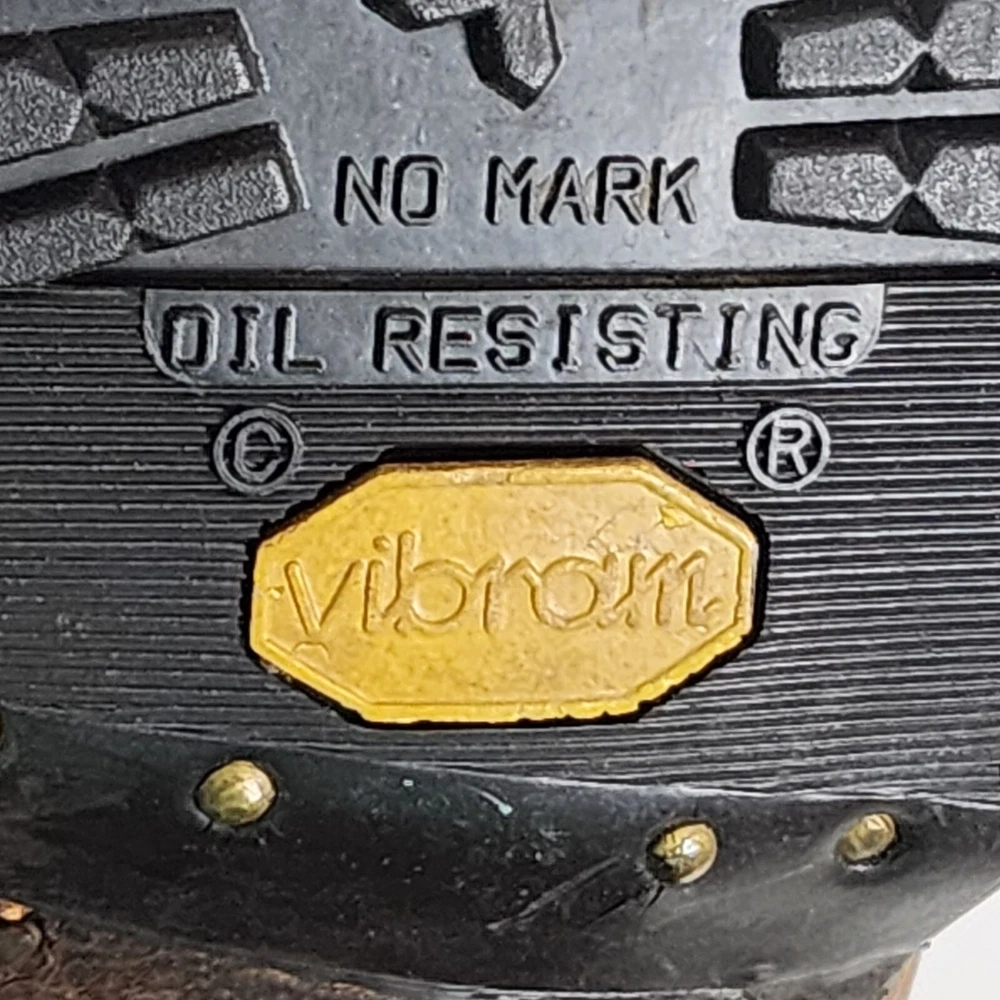 NO MARK
OIL RESISTING
© ®
vibram